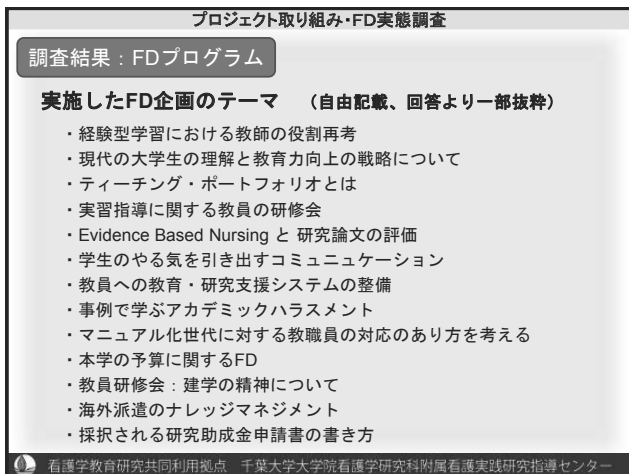 プロジェクト取り組み・FD実態調査
調査結果：FDプログラム
実施したFD企画のテーマ （自由記載、回答より一部抜粋）
・経験型学習における教師の役割再考
・現代の大学生の理解と教育力向上の戦略について
・ティーチング・ポートフォリオとは
・実習指導に関する教員の研修会
・Evidence Based Nursing と 研究論文の評価
・学生のやる気を引き出すコミュニュケーション
・教員への教育・研究支援システムの整備
・事例で学ぶアカデミックハラスメント
・マニュアル化世代に対する教職員の対応のあり方を考える
・本学の予算に関するFD
・教員研修会：建学の精神について
・海外派遣のナレッジマネジメント
・採択される研究助成金申請書の書き方
看護学教育研究共同利用拠点 千葉大学大学院看護学研究科附属看護実践研究指導センター